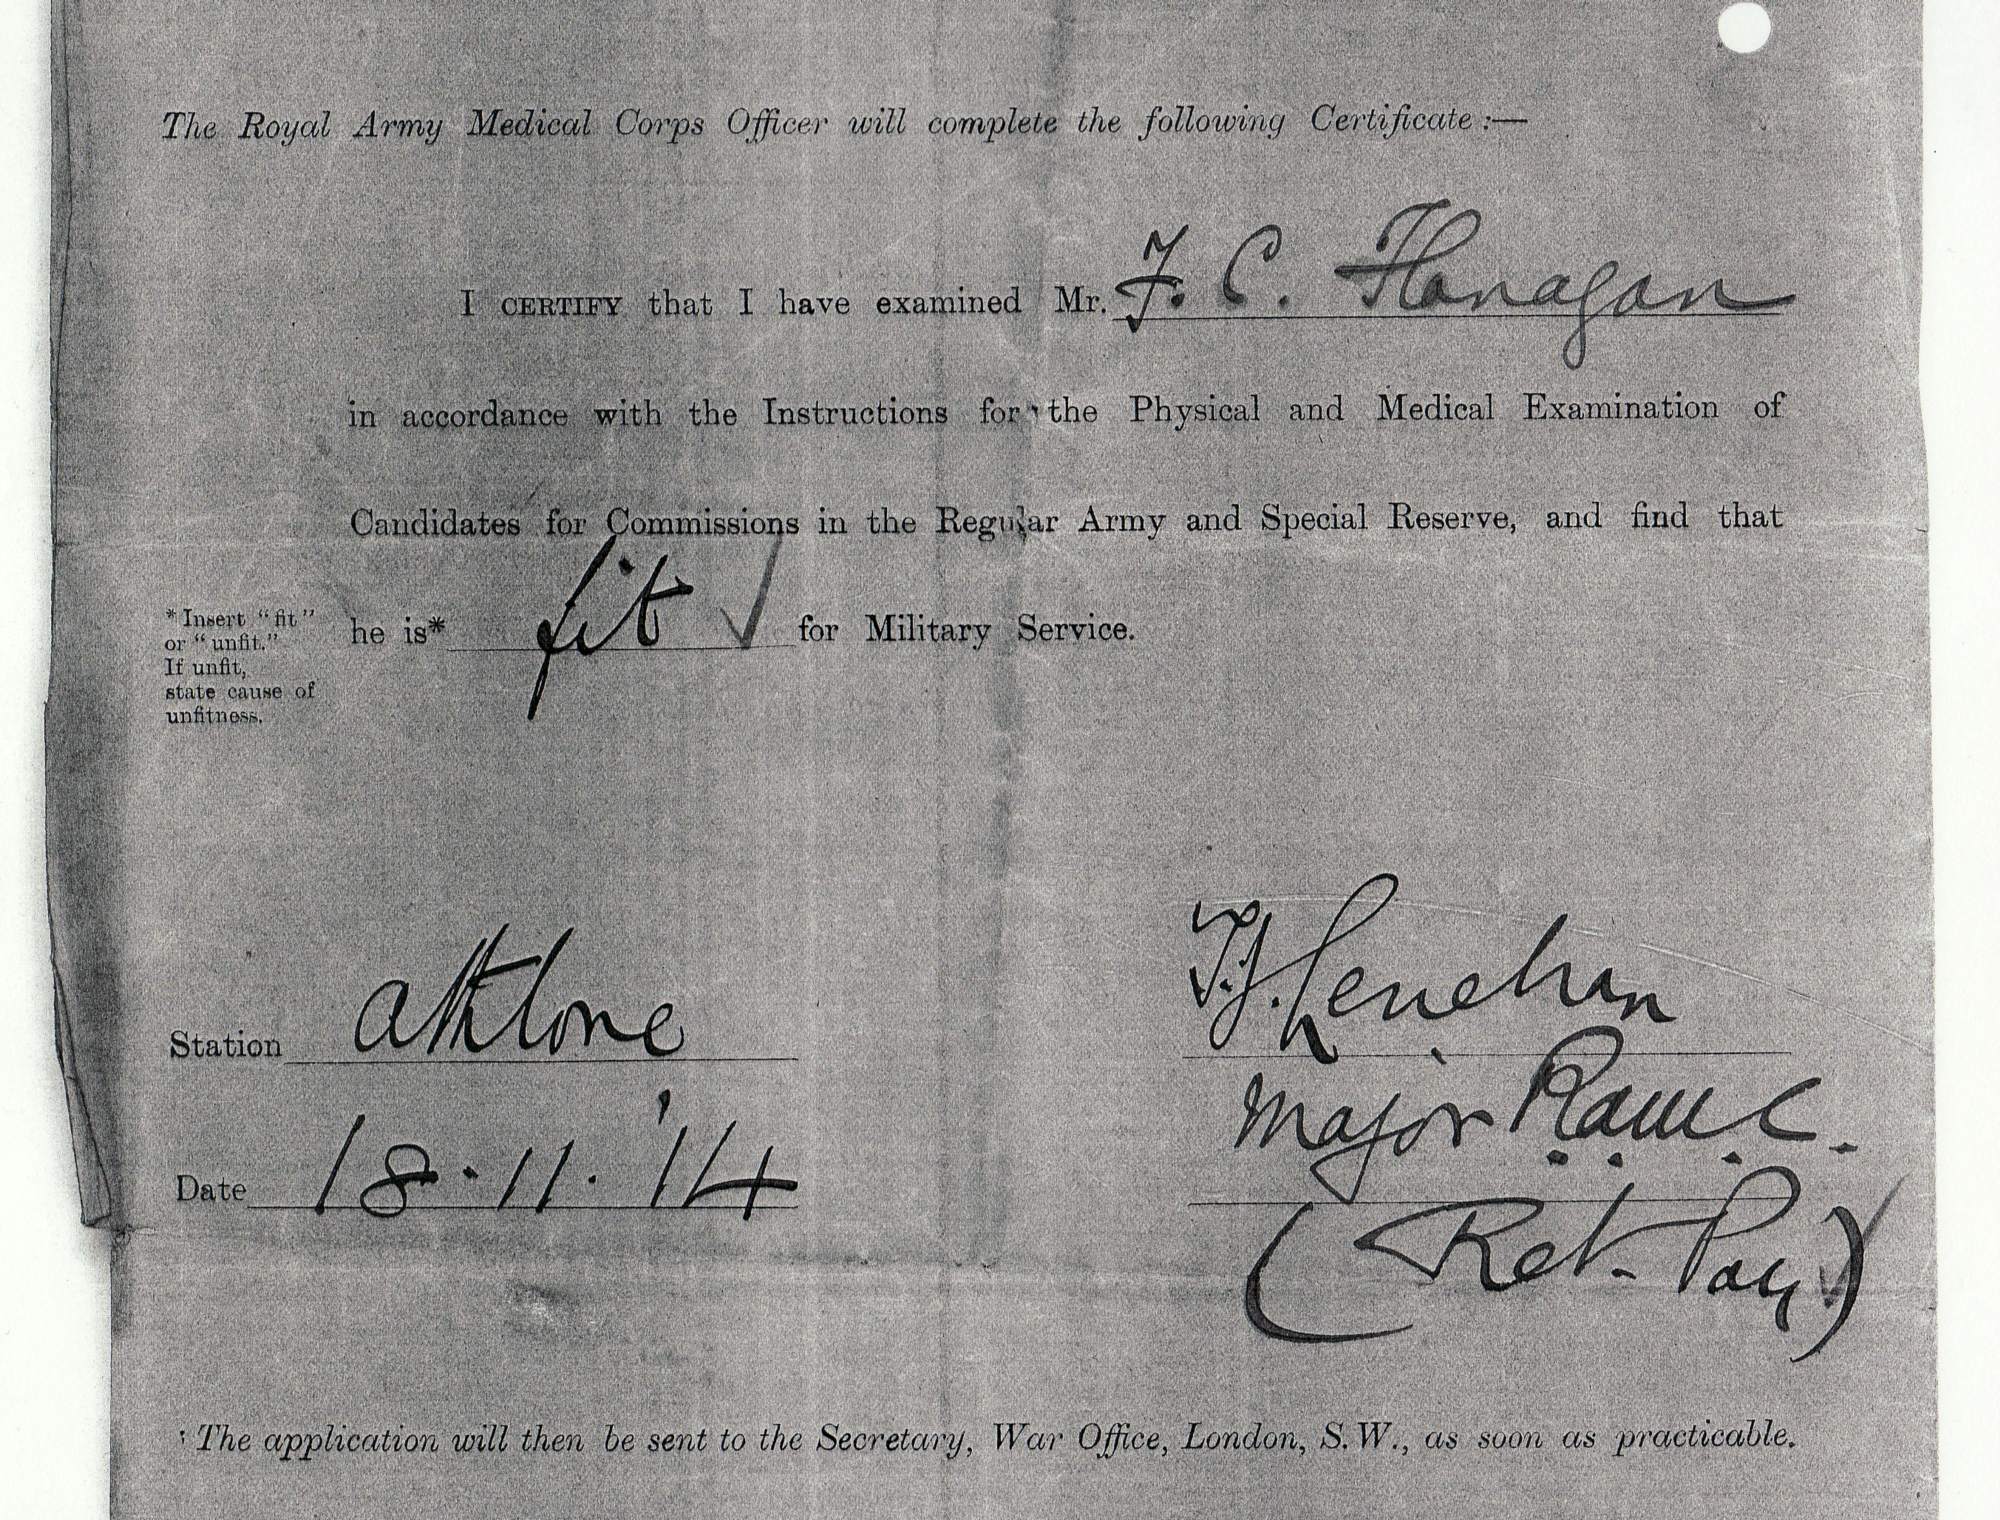 The Royal Army Medical Corps Officer will complete the following Certificate :—
I CERTIFY that I have examined Mr. F. C. Flanagan
in accordance with the Instructions for the Physical and Medical Examination of
Candidates for Commissions in the Regular Army and Special Reserve, and find that
he is* fit for Military Service.
*Insert "fit"
or "unfit."
If unfit,
state cause of
unfitness.
T. J. Lenehan
Station Athlone
Major R.A.M.C.
Date 18.11.'14
(Ret. Pay)
The application will then be sent to the Secretary, War Office, London, S.W., as soon as practicable.